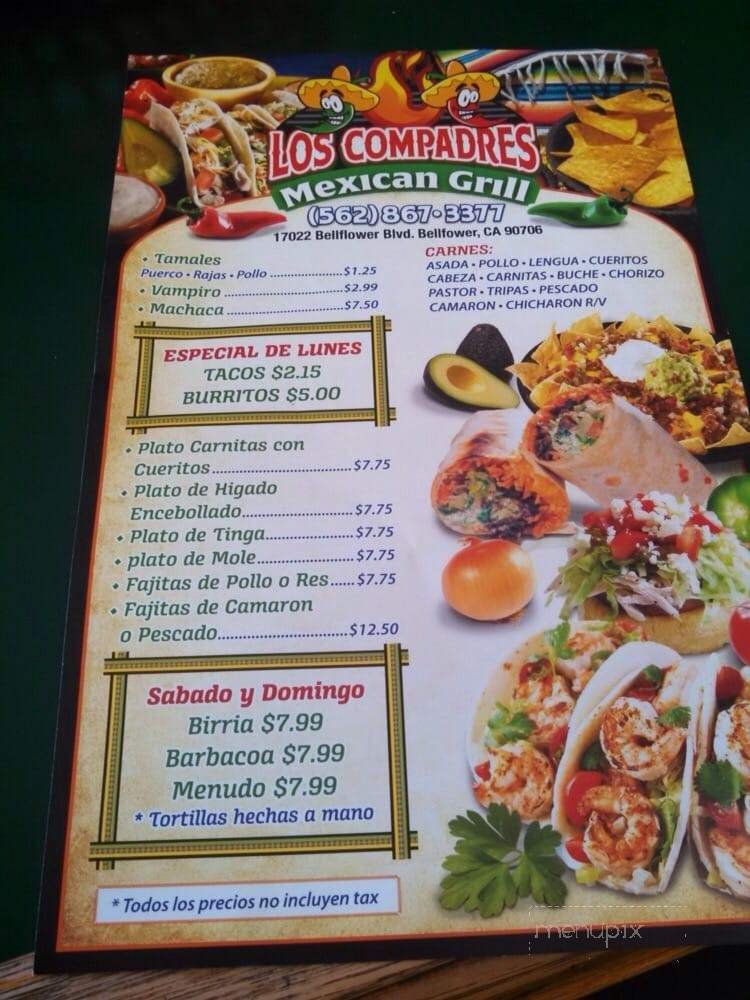 LOS COMPADRES
Mexican Grill
(562) 867-3377
17022 Bellflower Blvd. Bellfower, CA 90706
• Tamales
Puerco • Rajas • Pollo ..................$1.25
• Vampiro ..............................$2.99
• Machaca ..............................$7.50
CARNES:
ASADA • POLLO • LENGUA • CUERITOS
CABEZA • CARNITAS • BUCHE • CHORIZO
PASTOR • TRIPAS • PESCADO
CAMARON • CHICHARON R/V
ESPECIAL DE LUNES
TACOS $2.15
BURRITOS $5.00
• Plato Carnitas con
Cueritos..............................$7.75
• Plato de Higado
Encebollado..............................$7.75
• Plato de Tinga..................$7.75
• plato de Mole....................$7.75
• Fajitas de Pollo o Res......$7.75
• Fajitas de Camaron
o Pescado..............................$12.50
Sabado y Domingo
Birria $7.99
Barbacoa $7.99
Menudo $7.99
* Tortillas hechas a mano
* Todos los precios no incluyen tax
menupix